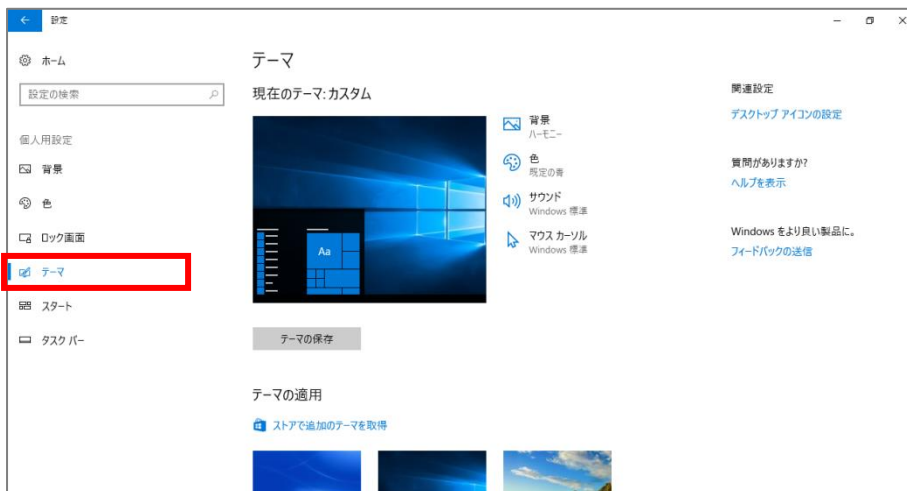 設定
ホーム
設定の検索
個人用設定
背景
色
ロック画面
テーマ
スタート
タスク バー
テーマ
現在のテーマ: カスタム
Aa
背景
ハーモニー
色
既定の青
サウンド
Windows 標準
マウス カーソル
Windows 標準
テーマの保存
テーマの適用
ストアで追加のテーマを取得
関連設定
デスクトップ アイコンの設定
質問がありますか?
ヘルプを表示
Windows をより良い製品に。
フィードバックの送信